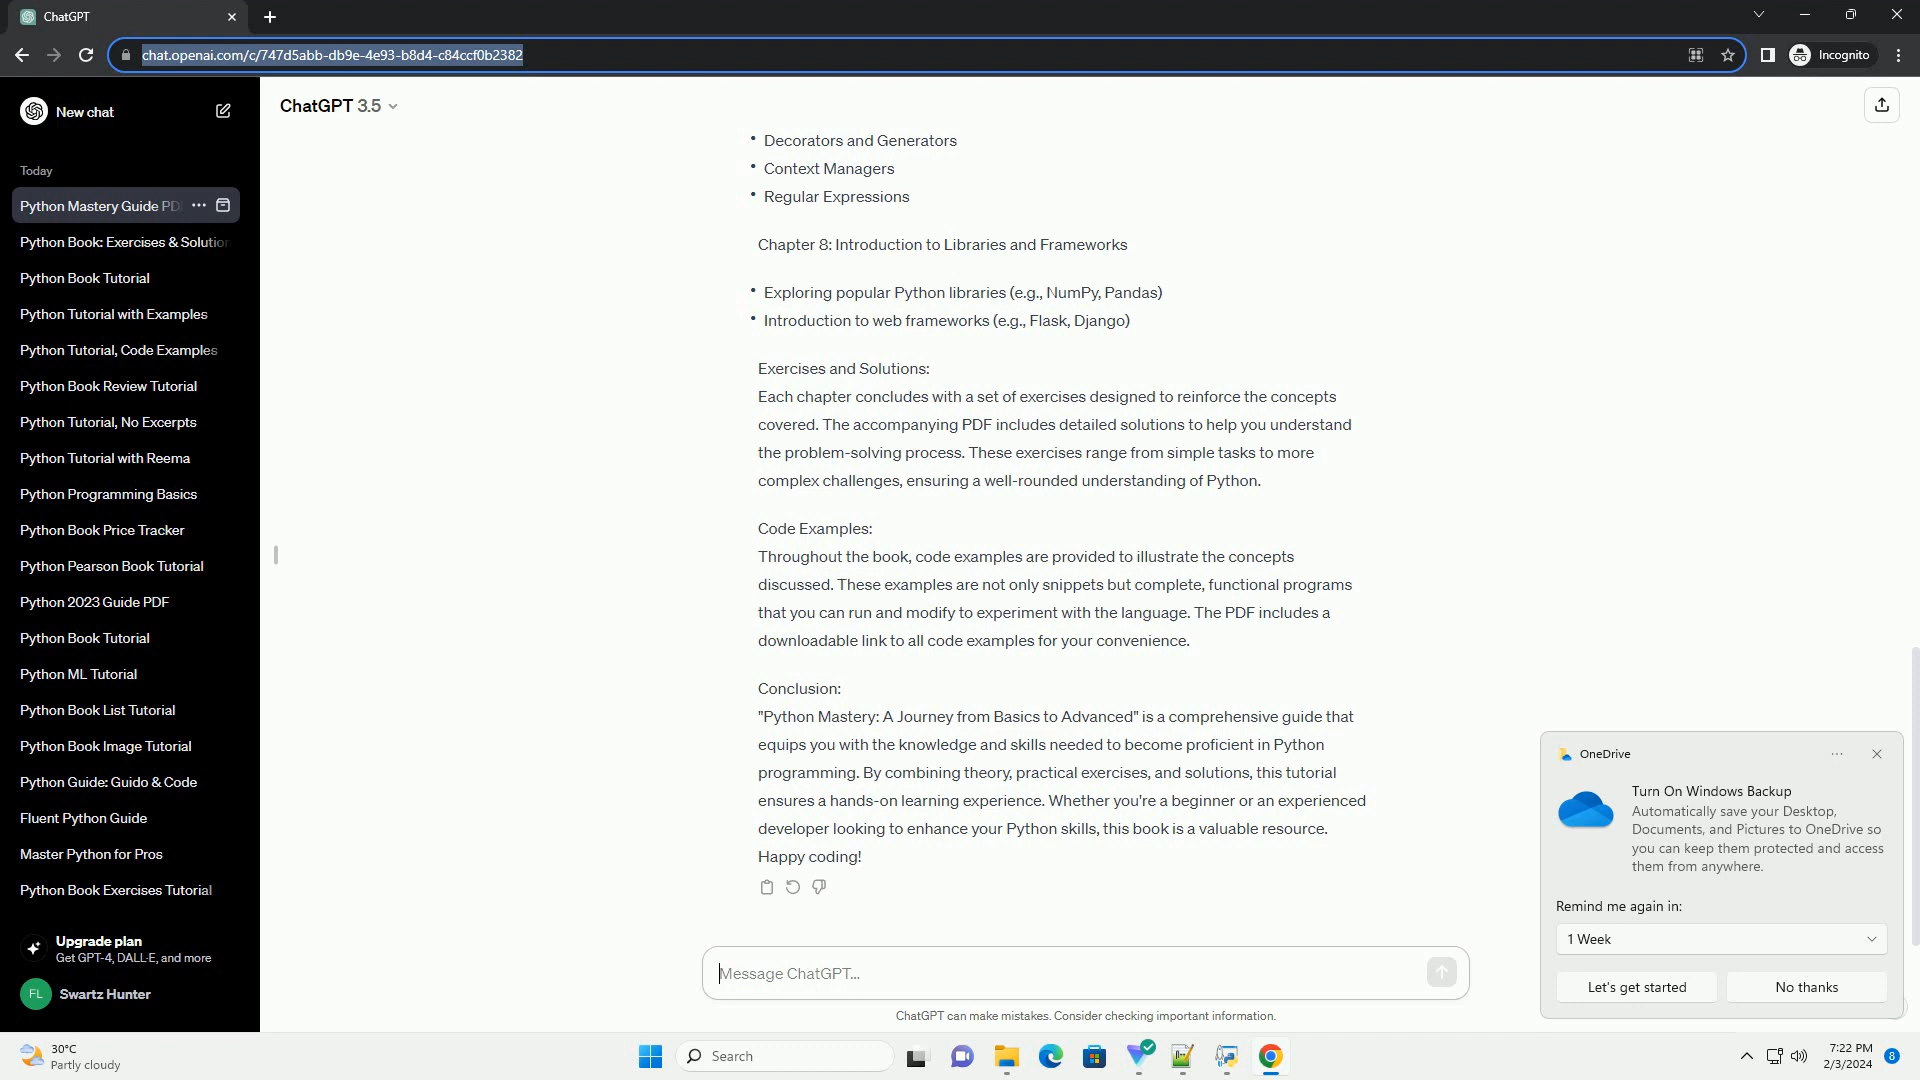 ChatGPT
chat.openai.com/c/747d5abb-db9e-4e93-b8d4-c84ccf0b2382
Incognito
New chat
Today
Python Mastery Guide PD
Python Book: Exercises & Solution
Python Book Tutorial
Python Tutorial with Examples
Python Tutorial, Code Examples
Python Book Review Tutorial
Python Tutorial, No Excerpts
Python Tutorial with Reema
Python Programming Basics
Python Book Price Tracker
Python Pearson Book Tutorial
Python 2023 Guide PDF
Python Book Tutorial
Python ML Tutorial
Python Book List Tutorial
Python Book Image Tutorial
Python Guide: Guido & Code
Fluent Python Guide
Master Python for Pros
Python Book Exercises Tutorial
Upgrade plan
Get GPT-4, DALL·E, and more
FL
Swartz Hunter
ChatGPT 3.5
• Decorators and Generators
• Context Managers
• Regular Expressions
Chapter 8: Introduction to Libraries and Frameworks
• Exploring popular Python libraries (e.g., NumPy, Pandas)
• Introduction to web frameworks (e.g., Flask, Django)
Exercises and Solutions:
Each chapter concludes with a set of exercises designed to reinforce the concepts
covered. The accompanying PDF includes detailed solutions to help you understand
the problem-solving process. These exercises range from simple tasks to more
complex challenges, ensuring a well-rounded understanding of Python.
Code Examples:
Throughout the book, code examples are provided to illustrate the concepts
discussed. These examples are not only snippets but complete, functional programs
that you can run and modify to experiment with the language. The PDF includes a
downloadable link to all code examples for your convenience.
Conclusion:
"Python Mastery: A Journey from Basics to Advanced" is a comprehensive guide that
equips you with the knowledge and skills needed to become proficient in Python
programming. By combining theory, practical exercises, and solutions, this tutorial
ensures a hands-on learning experience. Whether you're a beginner or an experienced
developer looking to enhance your Python skills, this book is a valuable resource.
Happy coding!
Message ChatGPT...
ChatGPT can make mistakes. Consider checking important information.
OneDrive
Turn On Windows Backup
Automatically save your Desktop,
Documents, and Pictures to OneDrive so
you can keep them protected and access
them from anywhere.
Remind me again in:
1 Week
Let's get started
No thanks
30°C
Partly cloudy
Search
7:22 PM
2/3/2024
8